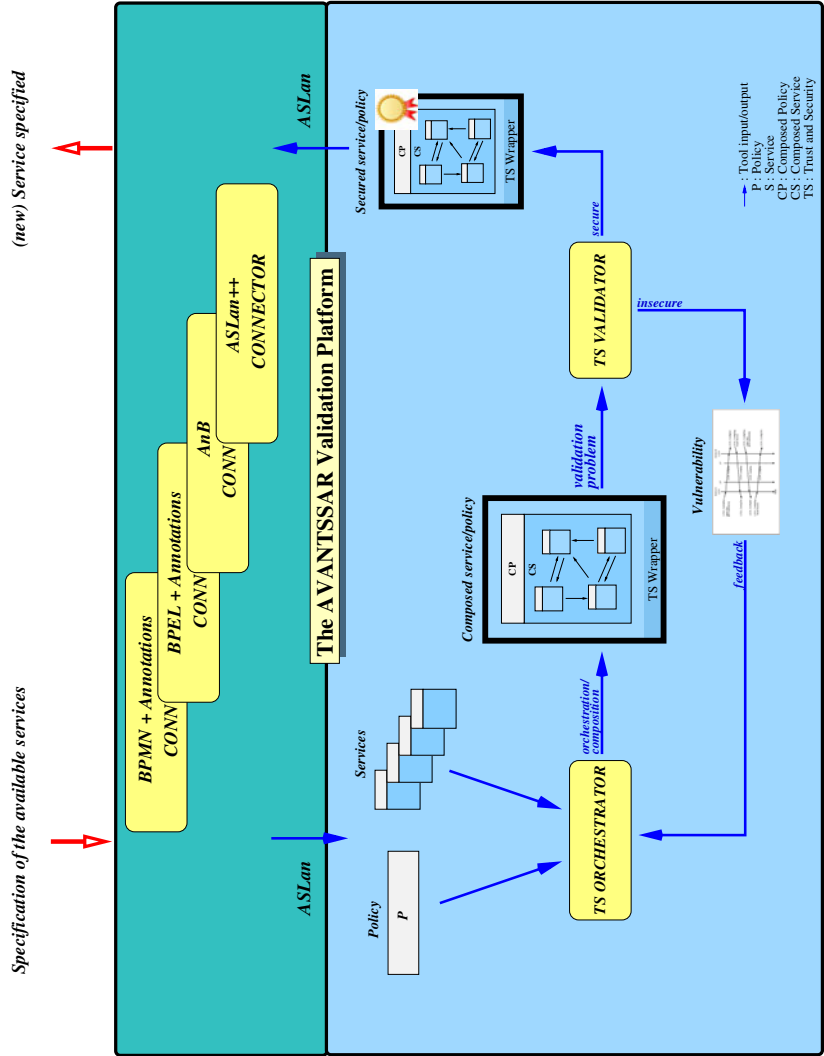 Specification of the available services
(new) Service specified
BPMN + Annotations
CONN
BPEL + Annotations
CONN
AnB
CONN
ASLan++
CONNECTOR
ASLan
ASLan
The AVANTSSAR Validation Platform
Policy
P
Services
Composed service/policy
CP
CS
TS Wrapper
Secured service/policy
CP
CS
TS Wrapper
TS ORCHESTRATOR
orchestration/
composition
validation
problem
TS VALIDATOR
secure
insecure
Vulnerability
feedback
: Tool input/output
P : Policy
S : Service
CP : Composed Policy
CS : Composed Service
TS : Trust and Security